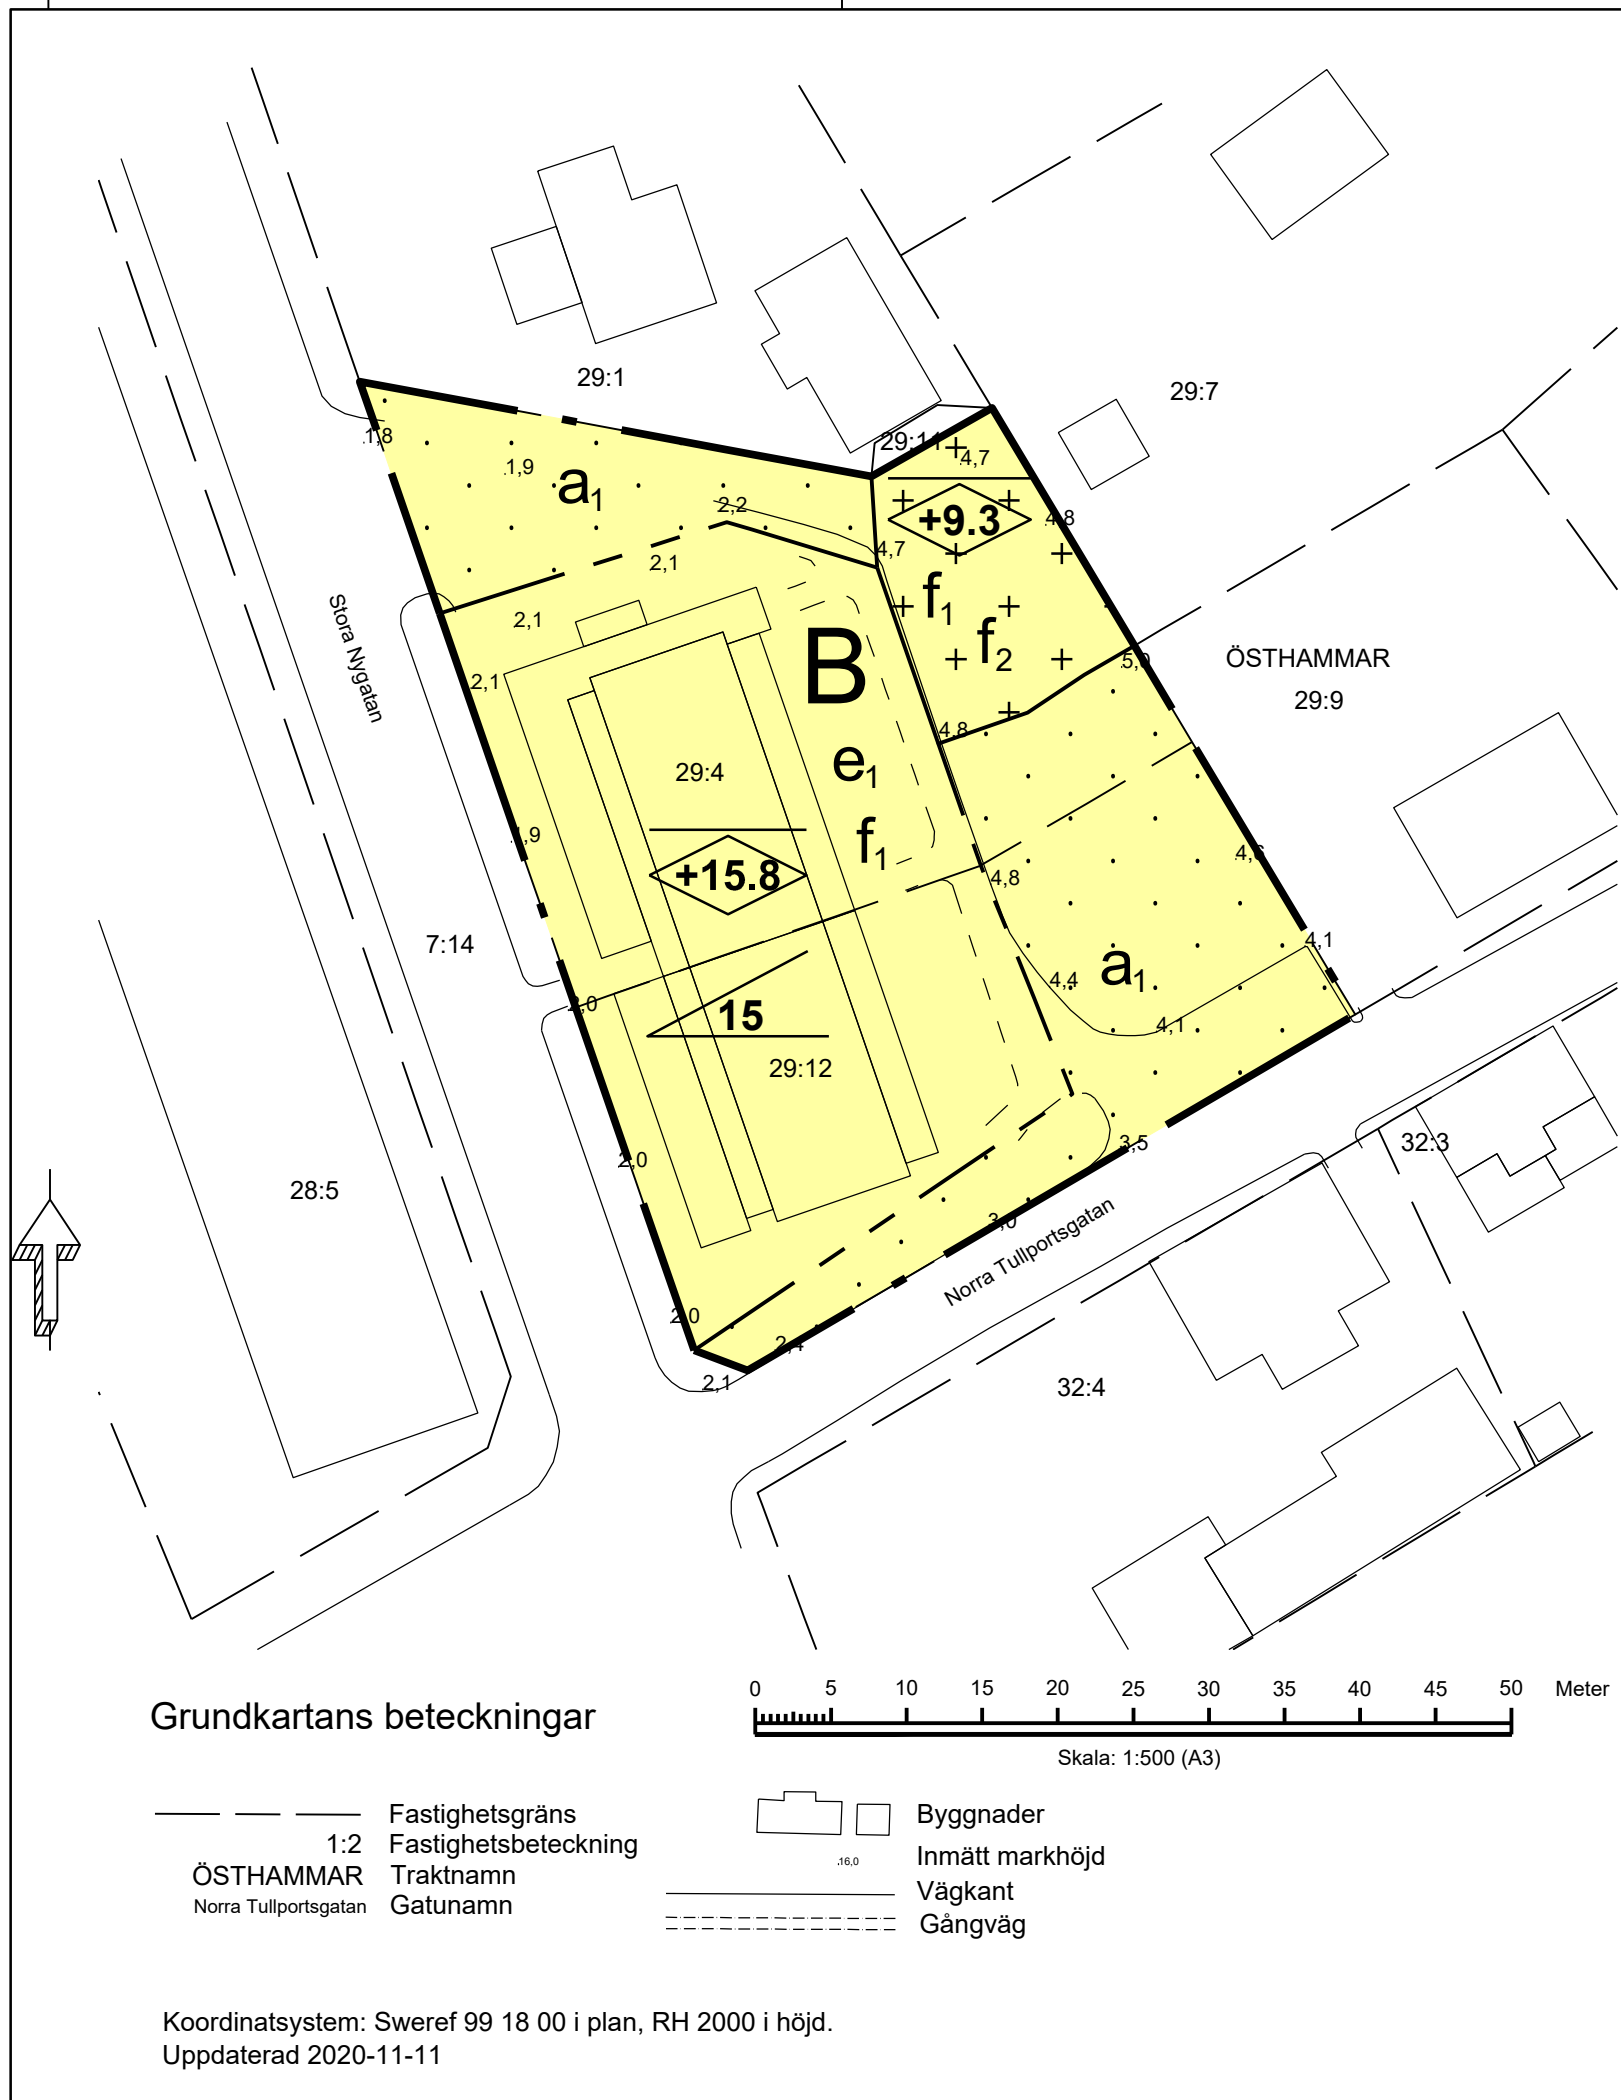 29:1
29:7
1,8
1,9
a1
29:14
4,7
2,2
+9.3
4,8
4,7
2,1
f1
f2
2,1
Stora Nygatan
B
5,0
ÖSTHAMMAR
29:9
2,1
4,8
e1
29:4
f1
1,9
+15.8
4,6
4,8
7:14
4,1
a1
4,4
2,0
15
4,1
29:12
3,5
32:3
2,0
28:5
3,0
Norra Tullportsgatan
2,0
2,4
2,1
32:4
Grundkartans beteckningar
0 5 10 15 20 25 30 35 40 45 50 Meter
Skala: 1:500 (A3)
Fastighetsgräns
1:2 Fastighetsbeteckning
ÖSTHAMMAR Traktnamn
Norra Tullportsgatan Gatunamn
Byggnader
.16,0 Inmätt markhöjd
Vägkant
Gångväg
Koordinatsystem: Sweref 99 18 00 i plan, RH 2000 i höjd.
Uppdaterad 2020-11-11